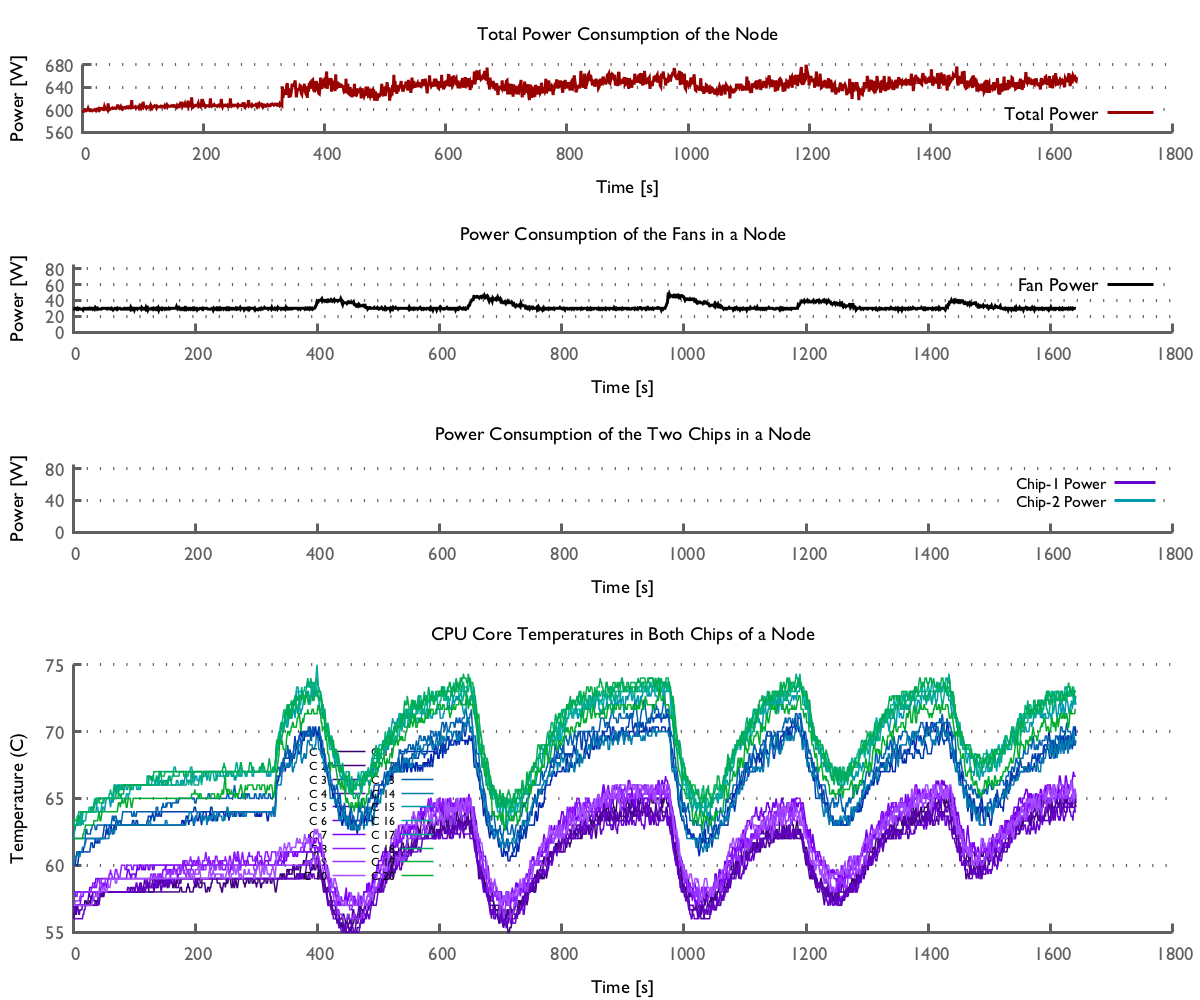 Total Power Consumption of the Node
Power [W]
680
640
600
560
Total Power
0 200 400 600 800 1000 1200 1400 1600 1800
Time [s]
Power Consumption of the Fans in a Node
Power [W]
80
60
40
20
0
Fan Power
0 200 400 600 800 1000 1200 1400 1600 1800
Time [s]
Power Consumption of the Two Chips in a Node
Power [W]
80
40
0
Chip-1 Power
Chip-2 Power
0 200 400 600 800 1000 1200 1400 1600 1800
Time [s]
CPU Core Temperatures in Both Chips of a Node
Temperature (C)
75
70
65
60
55
C 3
C 4 C 14
C 5 C 15
C 6 C 16
C 7 C 17
0 200 400 600 800 1000 1200 1400 1600 1800
Time [s]